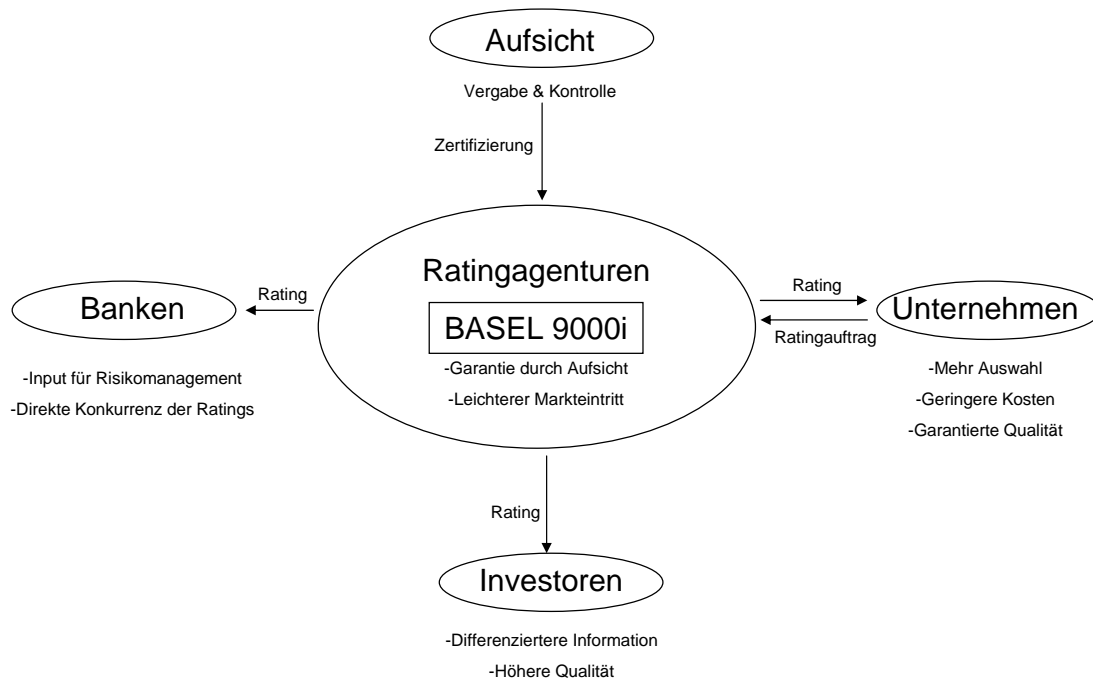 Aufsicht
Vergabe & Kontrolle
Zertifizierung
Ratingagenturen
BASEL 9000i
-Garantie durch Aufsicht
-Leichterer Markteintritt
Banken
Rating
-Input für Risikomanagement
-Direkte Konkurrenz der Ratings
Rating
Ratingauftrag
Unternehmen
-Mehr Auswahl
-Geringere Kosten
-Garantierte Qualität
Rating
Investoren
-Differenziertere Information
-Höhere Qualität